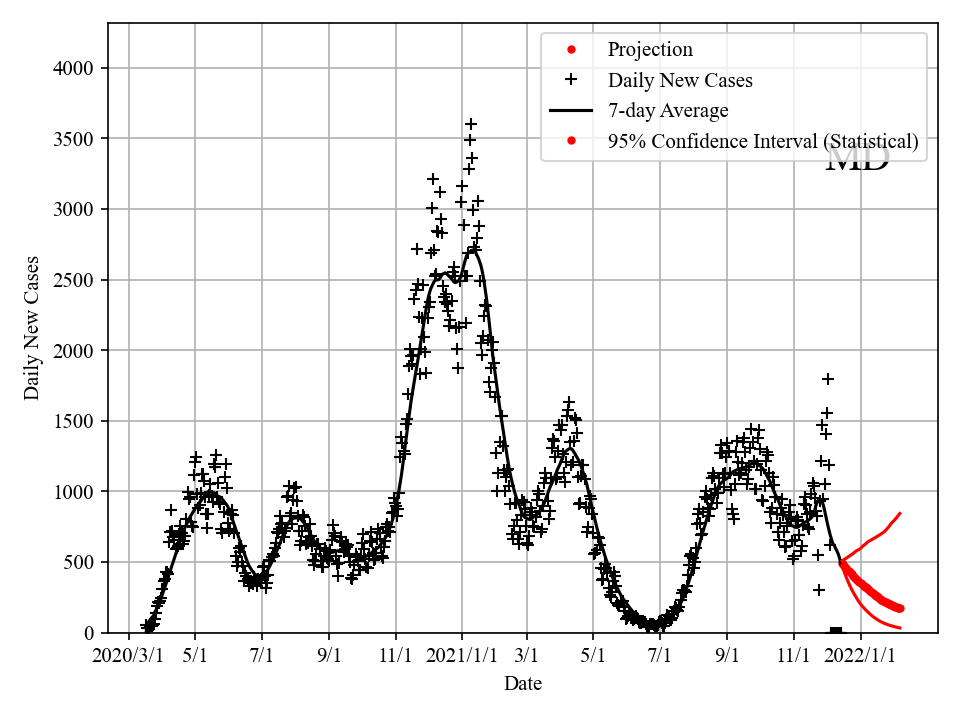 Projection
Daily New Cases
7-day Average
95% Confidence Interval (Statistical)
MD
4000
3500
3000
2500
2000
1500
1000
500
0
Daily New Cases
2020/3/1 5/1 7/1 9/1 11/1 2021/1/1 3/1 5/1 7/1 9/1 11/1 2022/1/1
Date